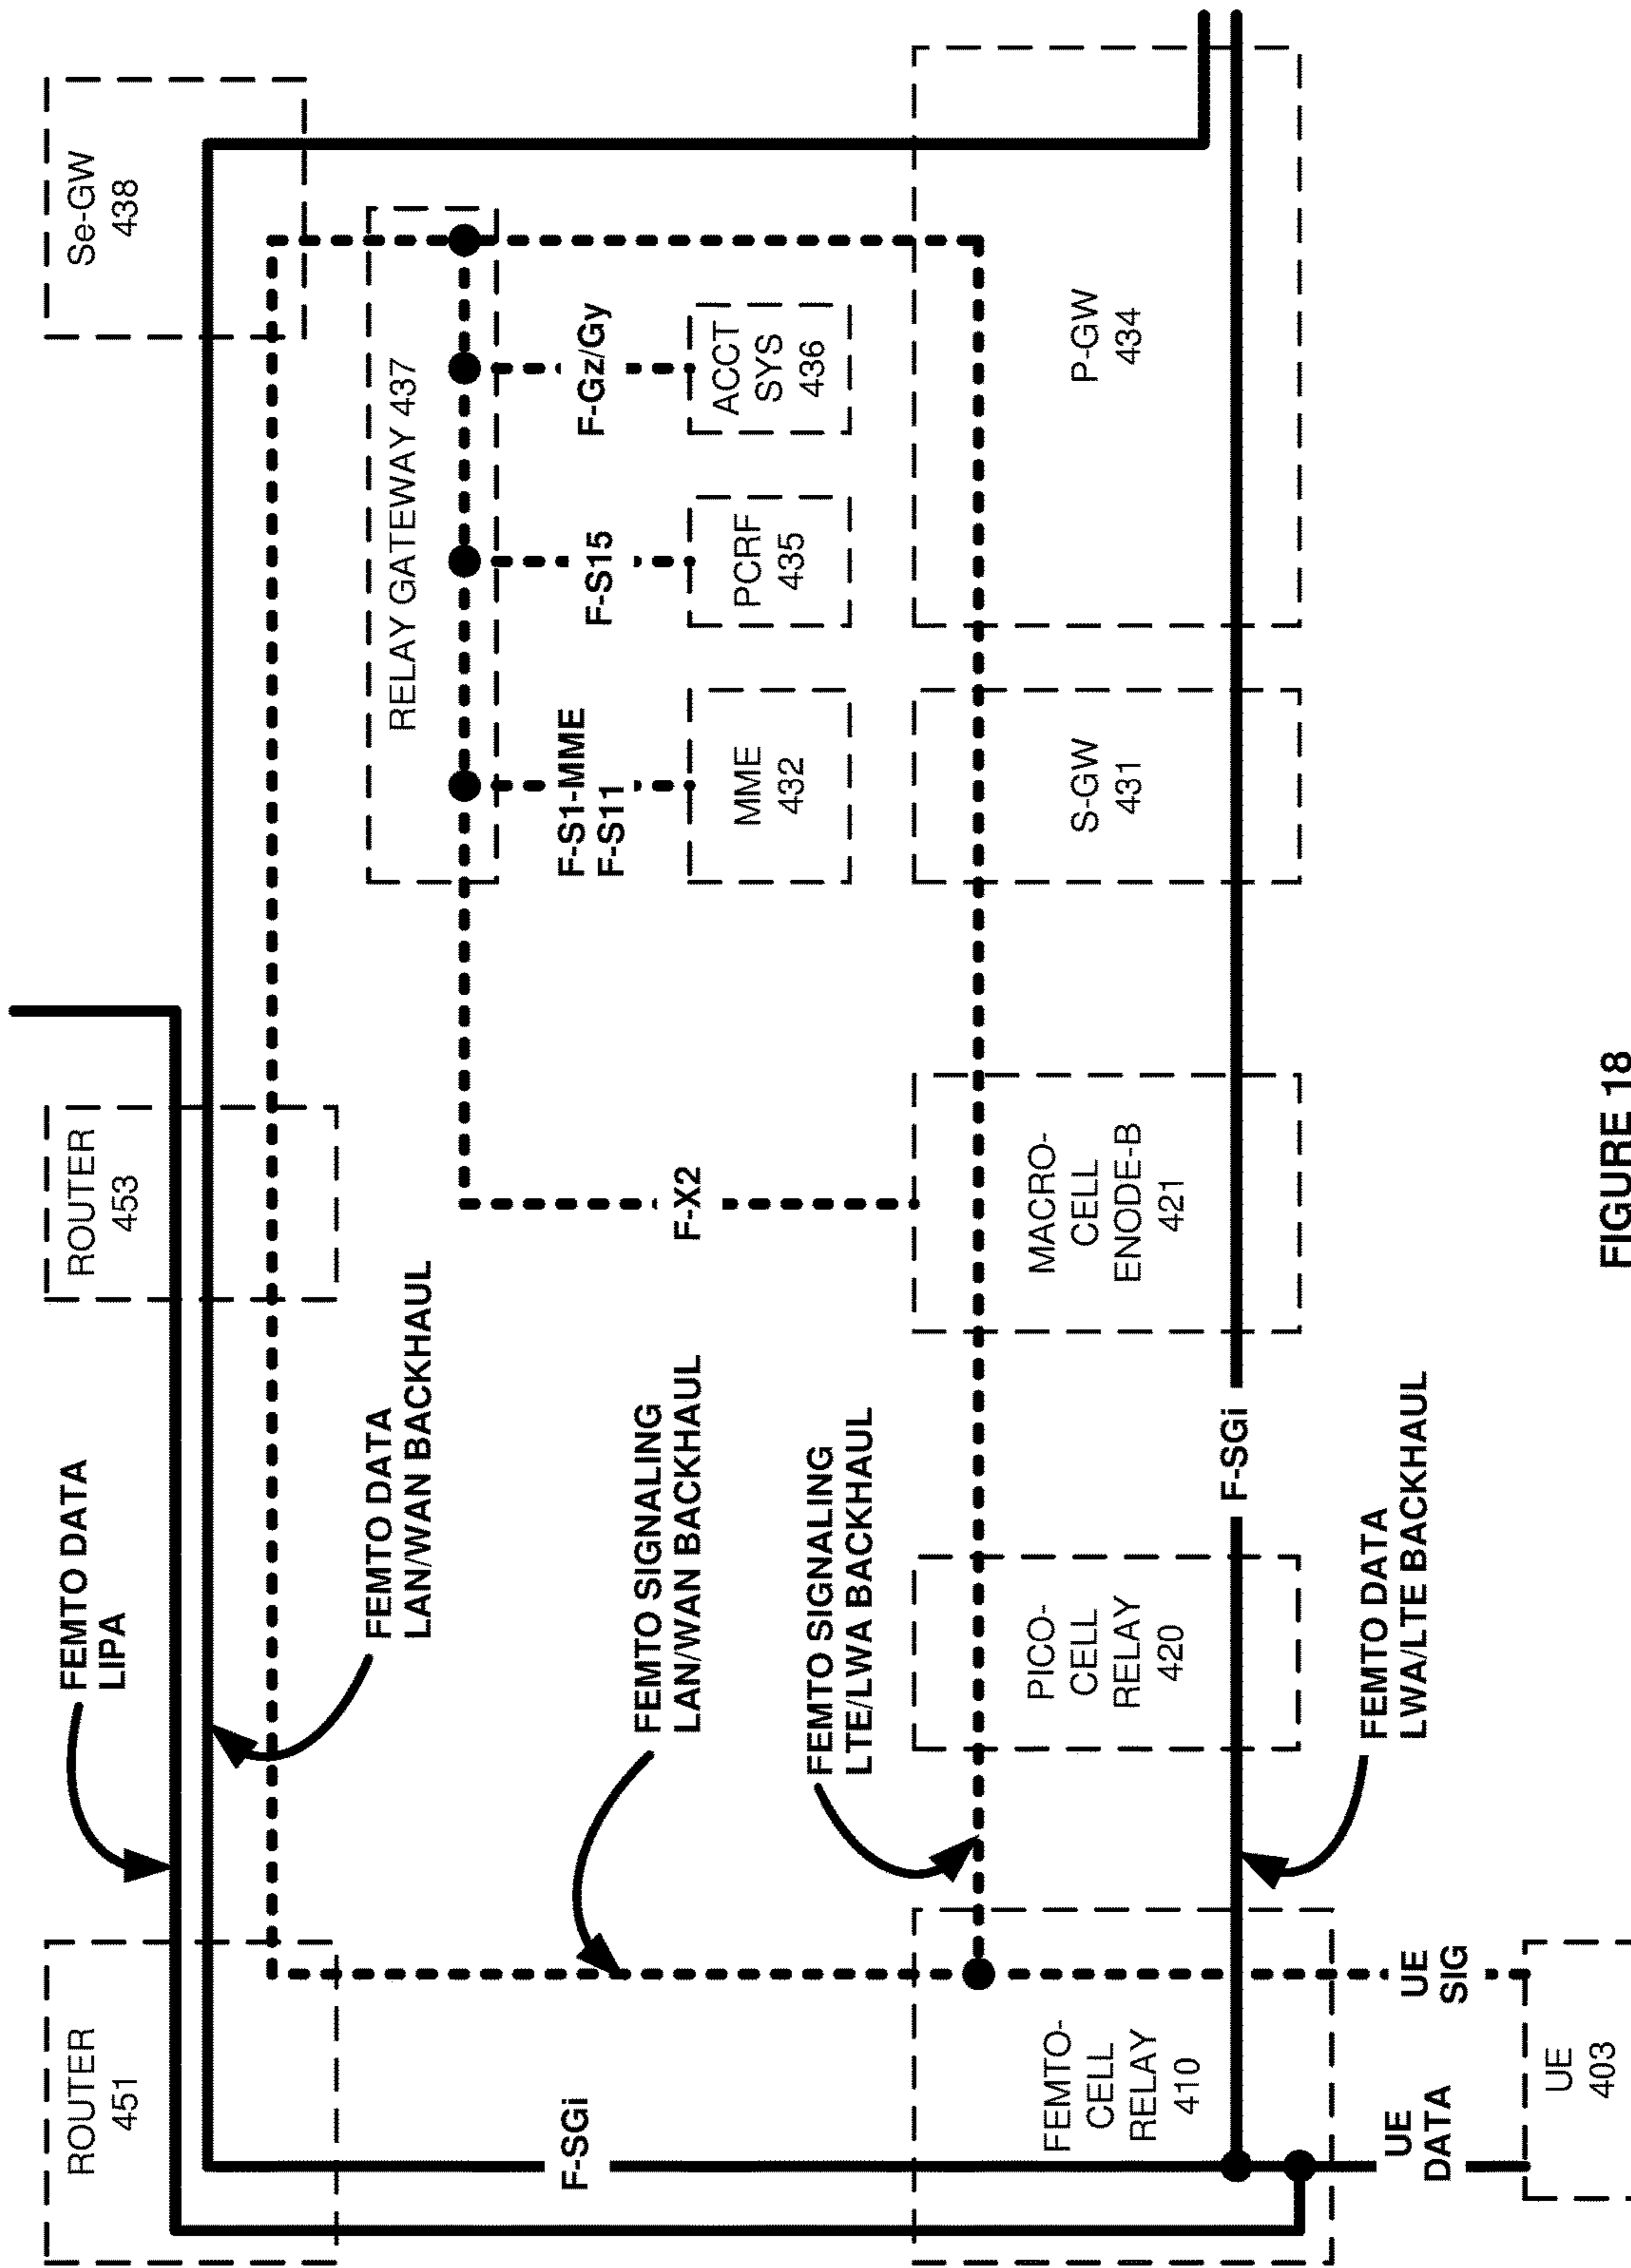 FEMTO DATA
LIPA
ROUTER
451
ROUTER
453
Se-GW
438
FEMTO DATA
LAN/WAN BACKHAUL
RELAY GATEWAY 437
F-SGi
FEMTO SIGNALING
LAN/WAN BACKHAUL
F-X2
F-S1-MME
F-S11
F-S15
F-Gz/Gy
MME
432
PCRF
435
ACCT
SYS
436
FEMTO SIGNALING
LTE/LWA BACKHAUL
FEMTO-
CELL
RELAY
410
PICO-
CELL
RELAY
420
MACRO-
CELL
ENODE-B
421
S-GW
431
P-GW
434
F-SGi
UE
DATA
UE
SIG
FEMTO DATA
LWA/LTE BACKHAUL
UE
403
FIGURE 18